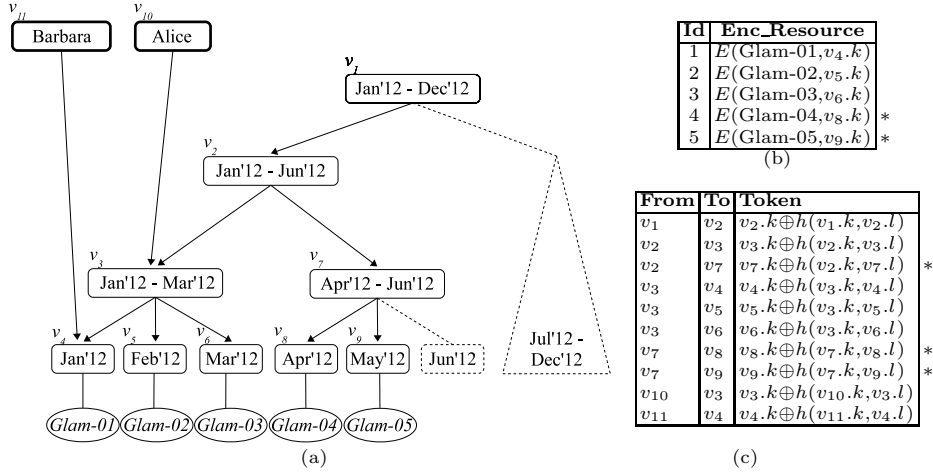 v11
Barbara
v10
Alice
v1
Jan'12 - Dec'12
v2
Jan'12 - Jun'12
v3
Jan'12 - Mar'12
v7
Apr'12 - Jun'12
v4
Jan'12
v5
Feb'12
v6
Mar'12
v8
Apr'12
v9
May'12
Jun'12
Jul'12 -
Dec'12
Glam-01
Glam-02
Glam-03
Glam-04
Glam-05
(a)
Id Enc_Resource
1 E(Glam-01,v4.k)
2 E(Glam-02,v5.k)
3 E(Glam-03,v6.k)
4 E(Glam-04,v8.k) *
5 E(Glam-05,v9.k) *
(b)
From To Token
v1 v2 v2.k⊕h(v1.k,v2.l)
v2 v3 v3.k⊕h(v2.k,v3.l)
v2 v7 v7.k⊕h(v2.k,v7.l) *
v3 v4 v4.k⊕h(v3.k,v4.l)
v3 v5 v5.k⊕h(v3.k,v5.l)
v3 v6 v6.k⊕h(v3.k,v6.l)
v7 v8 v8.k⊕h(v7.k,v8.l) *
v7 v9 v9.k⊕h(v7.k,v9.l) *
v10 v3 v3.k⊕h(v10.k,v3.l)
v11 v4 v4.k⊕h(v11.k,v4.l)
(c)